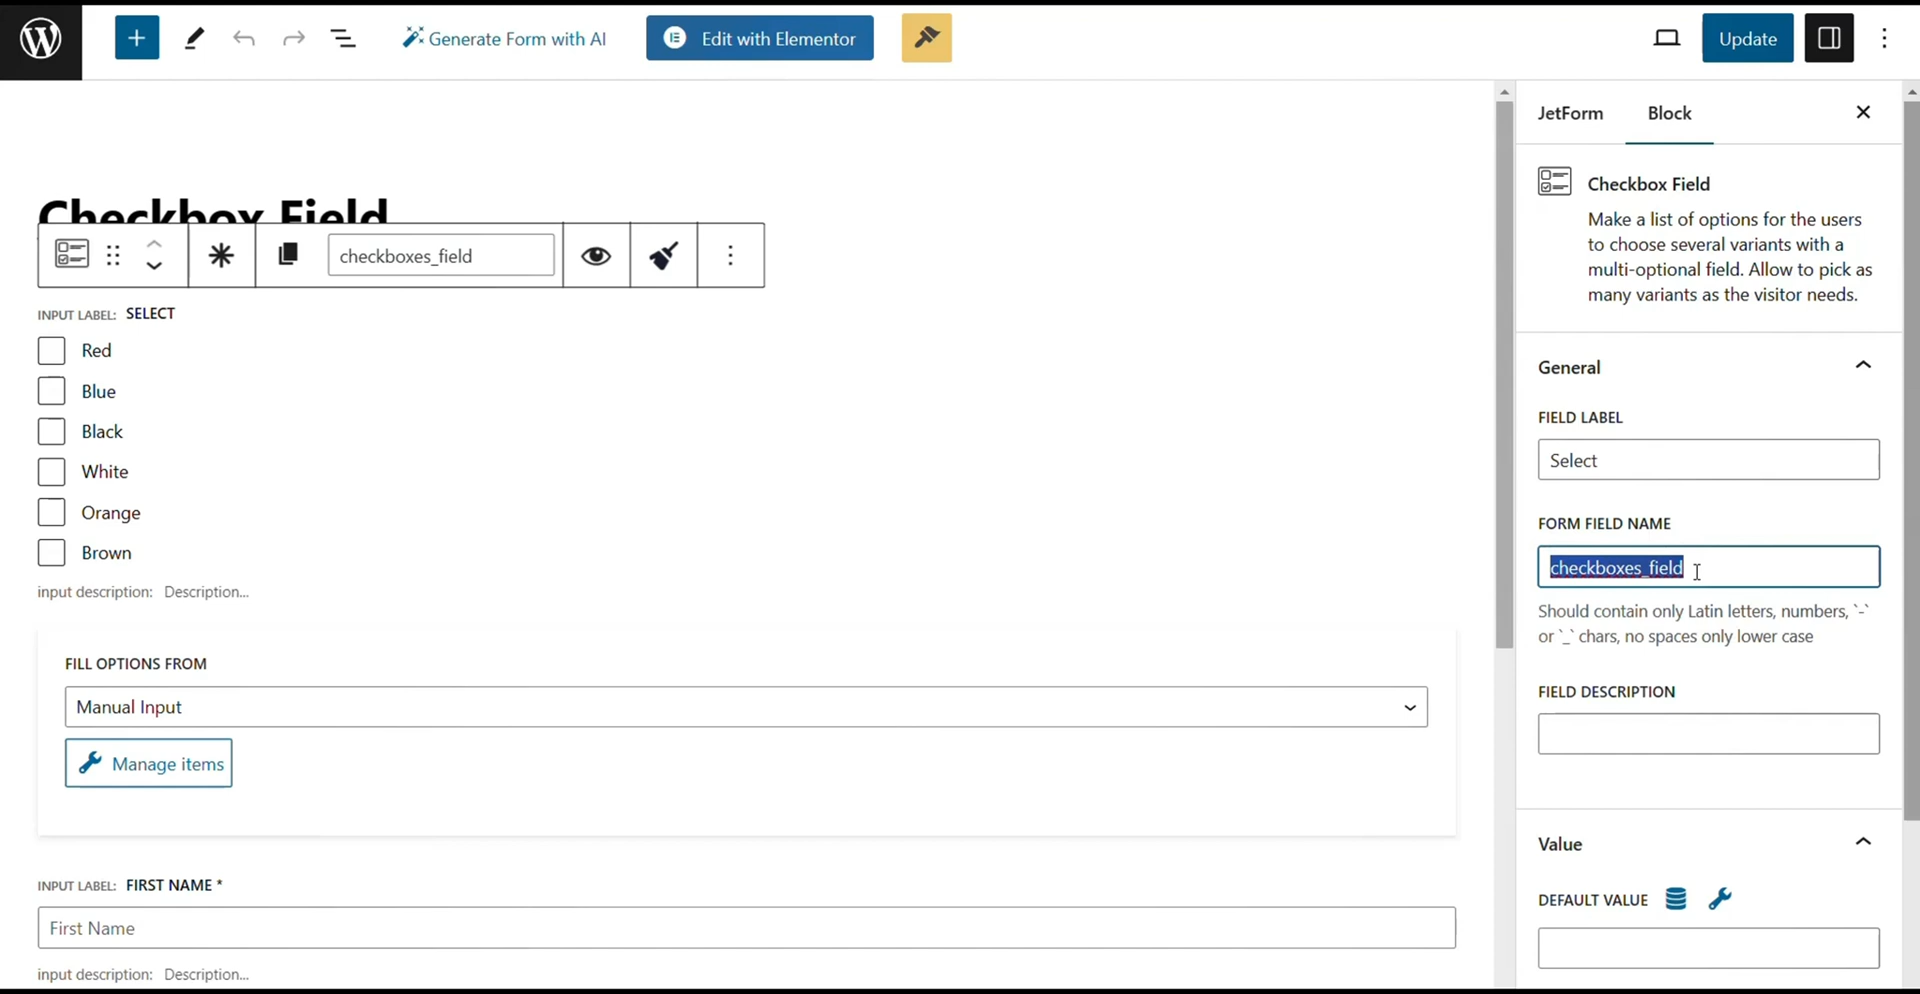 Generate Form with AI
Edit with Elementor
Update
JetForm
Block
Checkbox Field
Checkbox Field
Make a list of options for the users
to choose several variants with a
multi-optional field. Allow to pick as
many variants as the visitor needs.
checkboxes_field
INPUT LABEL: SELECT
Red
Blue
Black
White
Orange
Brown
input description: Description...
FILL OPTIONS FROM
Manual Input
Manage items
INPUT LABEL: FIRST NAME *
First Name
input description: Description...
General
FIELD LABEL
Select
FORM FIELD NAME
checkboxes_field
Should contain only Latin letters, numbers, `-`
or `_` chars, no spaces only lower case
FIELD DESCRIPTION
Value
DEFAULT VALUE